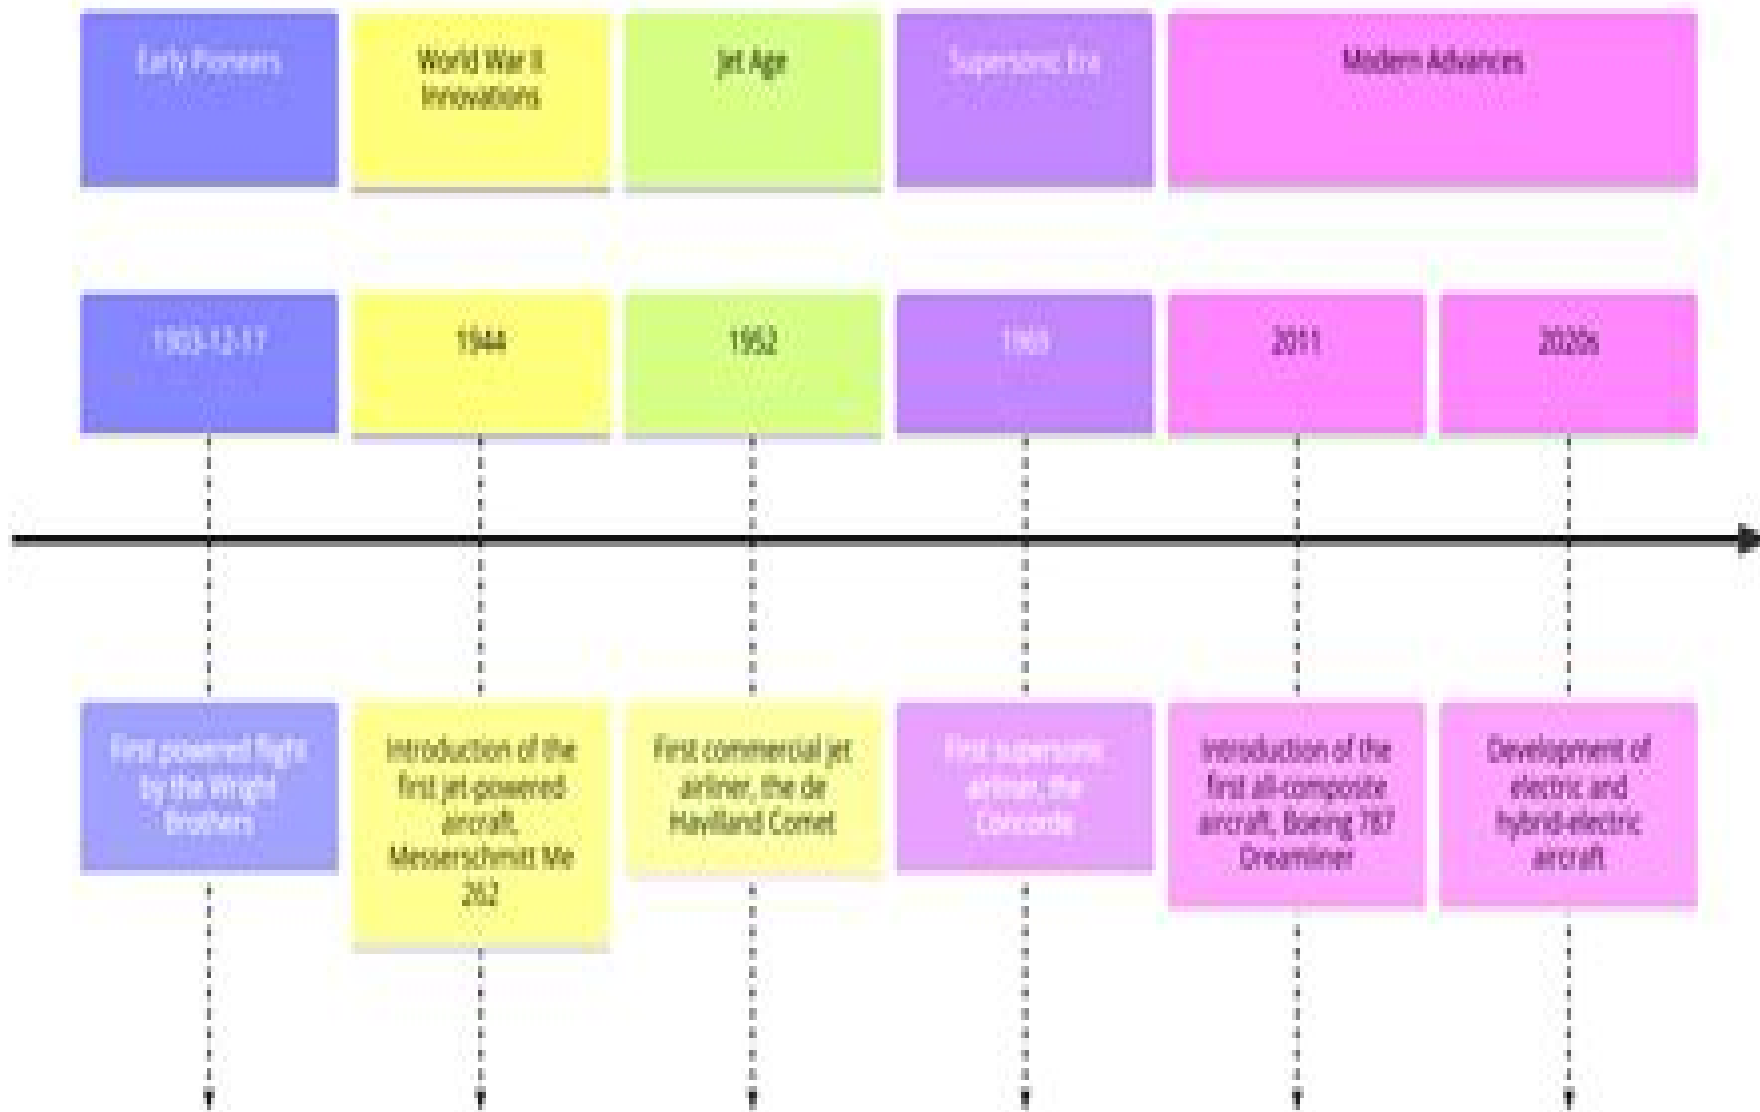 Early Pioneers
World War II
Innovations
Jet Age
Supersonic Era
Modern Advances
1903-12-17
1944
1952
1969
2011
2020s
First powered flight
by the Wright
Brothers
Introduction of the
first jet-powered
aircraft,
Messerschmitt Me
262
First commercial jet
airliner, the de
Havilland Comet
First supersonic
airliner, the
Concorde
Introduction of the
first all-composite
aircraft, Boeing 787
Dreamliner
Development of
electric and
hybrid-electric
aircraft